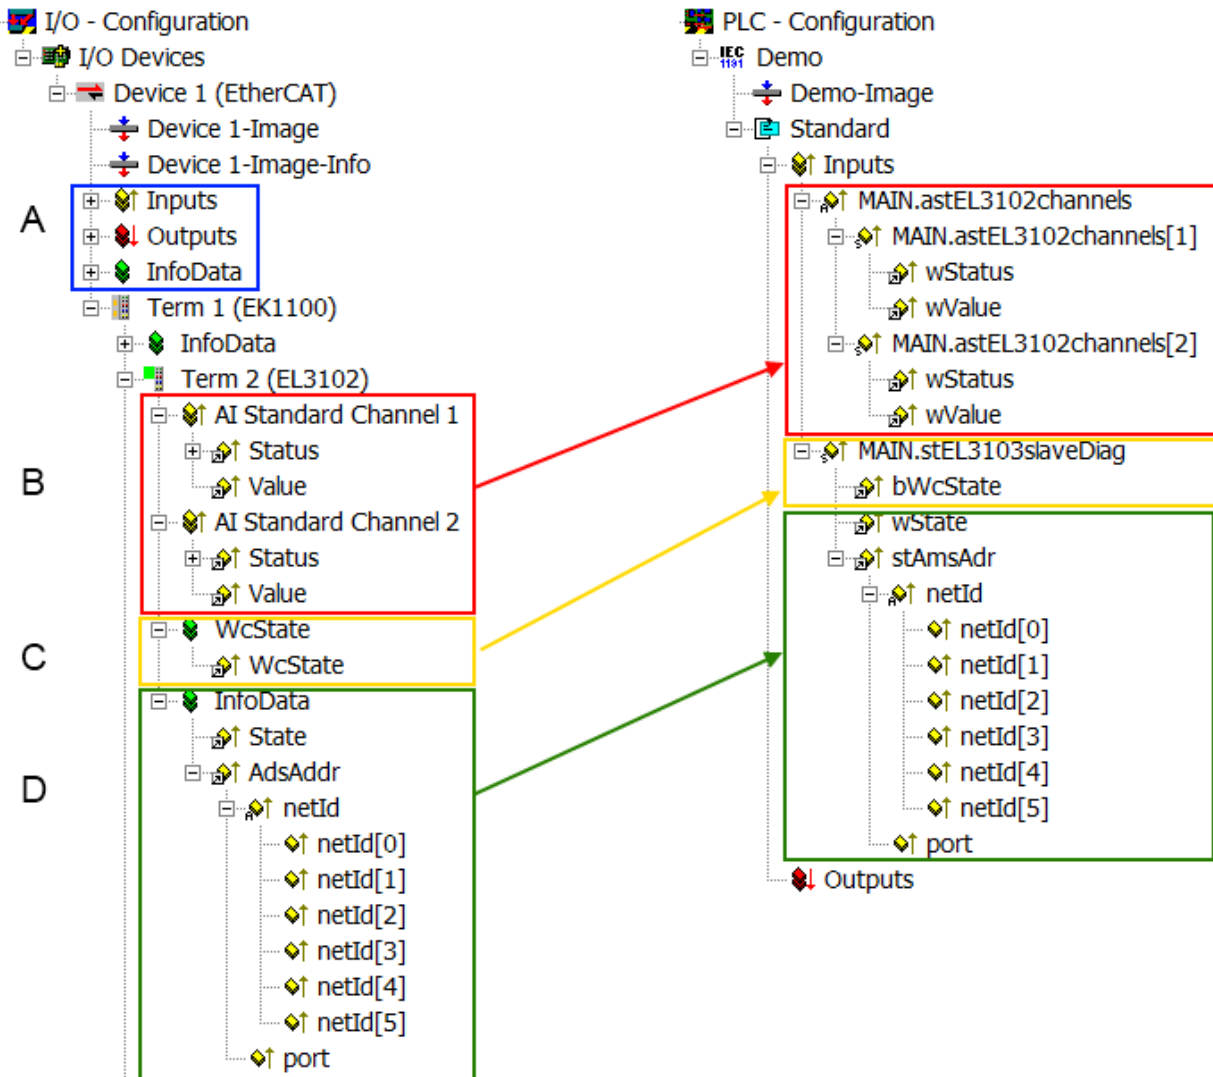 I/O - Configuration
I/O Devices
Device 1 (EtherCAT)
Device 1-Image
Device 1-Image-Info
A
Inputs
Outputs
InfoData
Term 1 (EK1100)
InfoData
Term 2 (EL3102)
B
AI Standard Channel 1
Status
Value
AI Standard Channel 2
Status
Value
C
WcState
WcState
D
InfoData
State
AdsAddr
netId
netId[0]
netId[1]
netId[2]
netId[3]
netId[4]
netId[5]
port
PLC - Configuration
IEC
1131
Demo
Demo-Image
Standard
Inputs
MAIN.astEL3102channels
MAIN.astEL3102channels[1]
wStatus
wValue
MAIN.astEL3102channels[2]
wStatus
wValue
MAIN.stEL3103slaveDiag
bWcState
wState
stAmsAdr
netId
netId[0]
netId[1]
netId[2]
netId[3]
netId[4]
netId[5]
port
Outputs